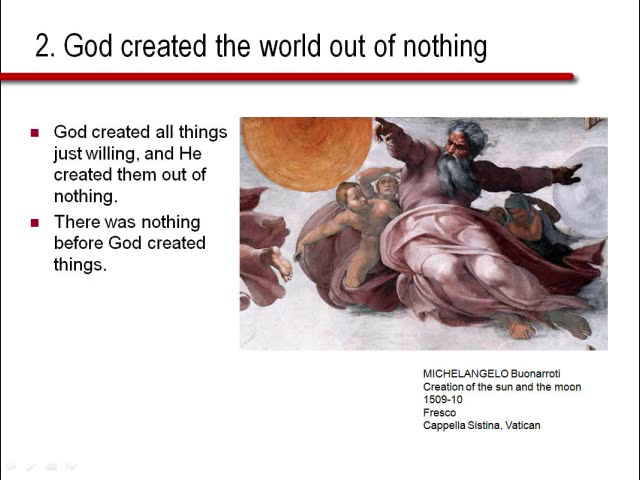 2. God created the world out of nothing
God created all things
just willing, and He
created them out of
nothing.
There was nothing
before God created
things.
MICHELANGELO Buonarroti
Creation of the sun and the moon
1509-10
Fresco
Cappella Sistina, Vatican